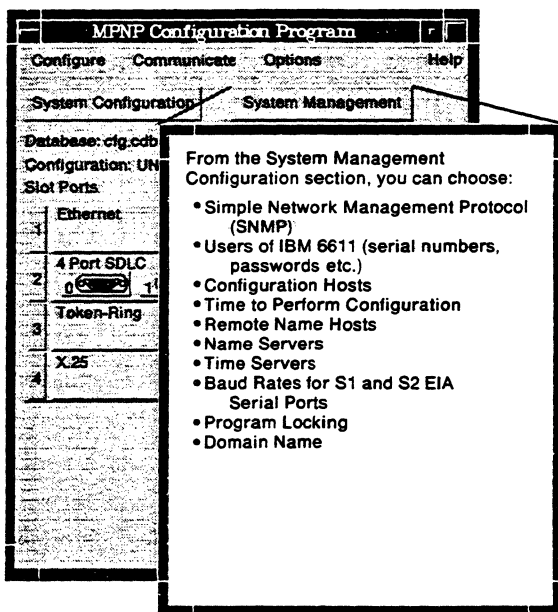 MPNP Configuration Program
Configure Communicate Options Help
System Configuration System Management
Database: cfg.cdb
Configuration: UN
Slot Ports
1 Ethernet
2 4 Port SDLC
0 1
3 Token-Ring
4 X.25
From the System Management
Configuration section, you can choose:
• Simple Network Management Protocol
(SNMP)
• Users of IBM 6611 (serial numbers,
passwords etc.)
• Configuration Hosts
• Time to Perform Configuration
• Remote Name Hosts
• Name Servers
• Time Servers
• Baud Rates for S1 and S2 EIA
Serial Ports
• Program Locking
• Domain Name